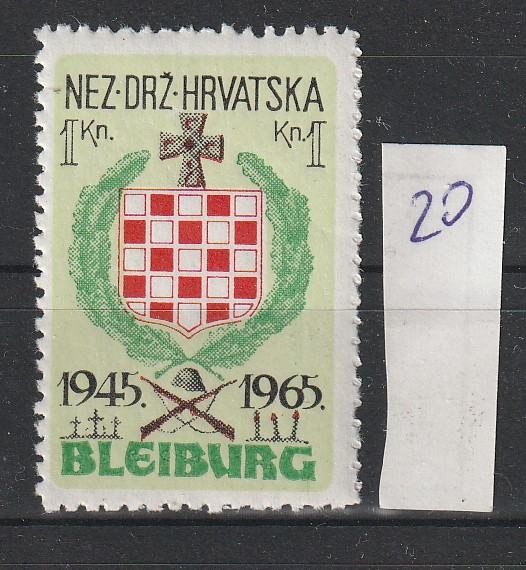 NEZ·DRŽ·HRVATSKA
1 Kn. Kn. 1
1945. 1965.
BLEIBURG
20